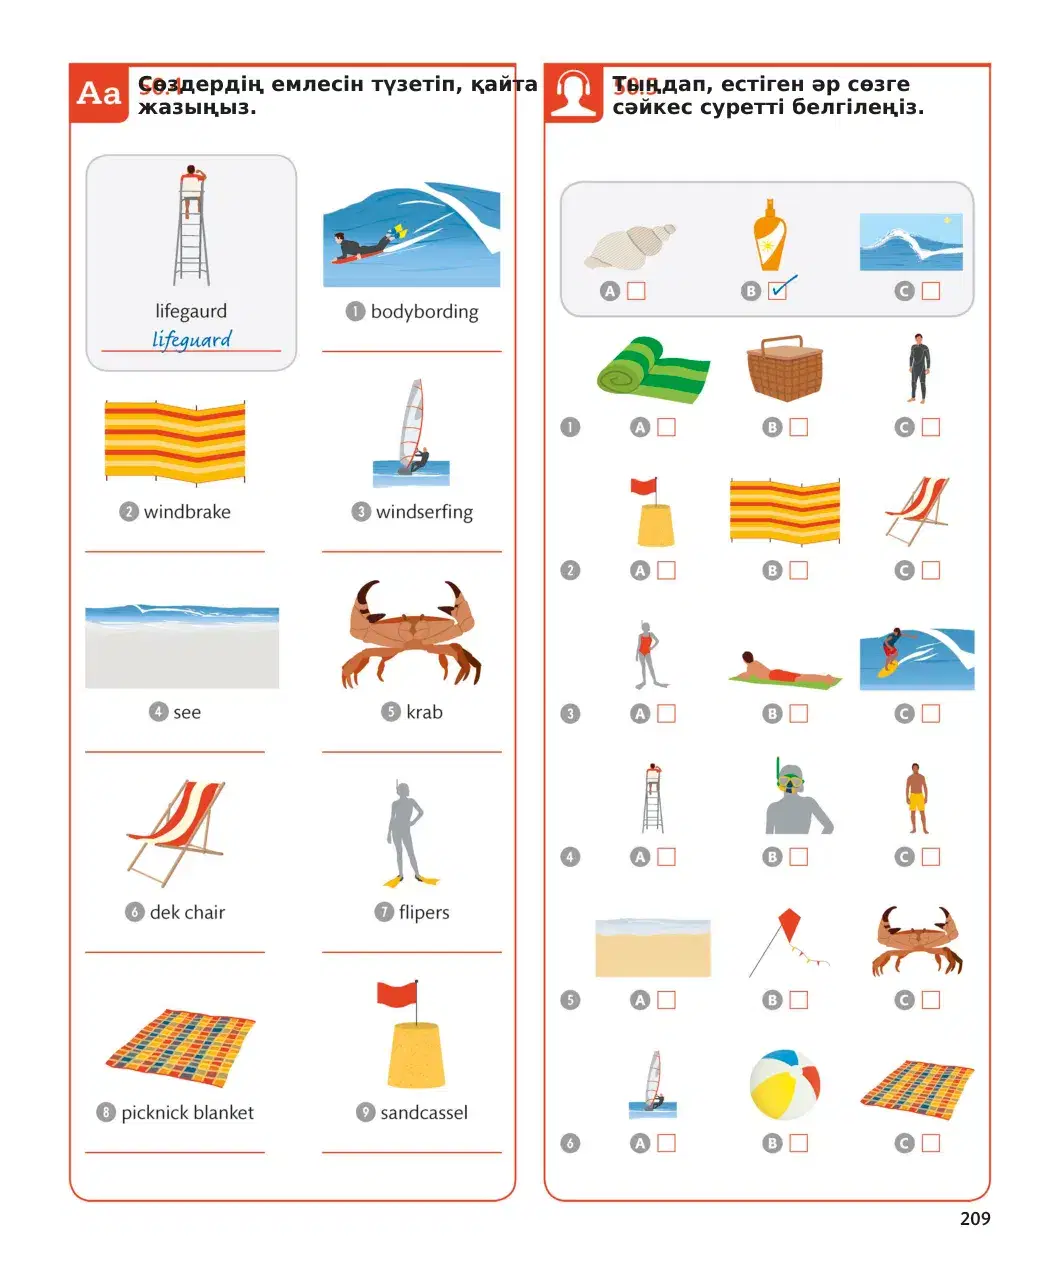 Aa
Сөздердің емлесін түзетіп, қайта
жазыңыз.
lifegaurd
lifeguard
1 bodybording
2 windbrake
3 windserfing
4 see
5 krab
6 dek chair
7 flipers
8 picknick blanket
9 sandcassel
Тыңдап, естіген әр сөзге
сәйкес суретті белгілеңіз.
A B C
1 A B C
2 A B C
3 A B C
4 A B C
5 A B C
6 A B C
209